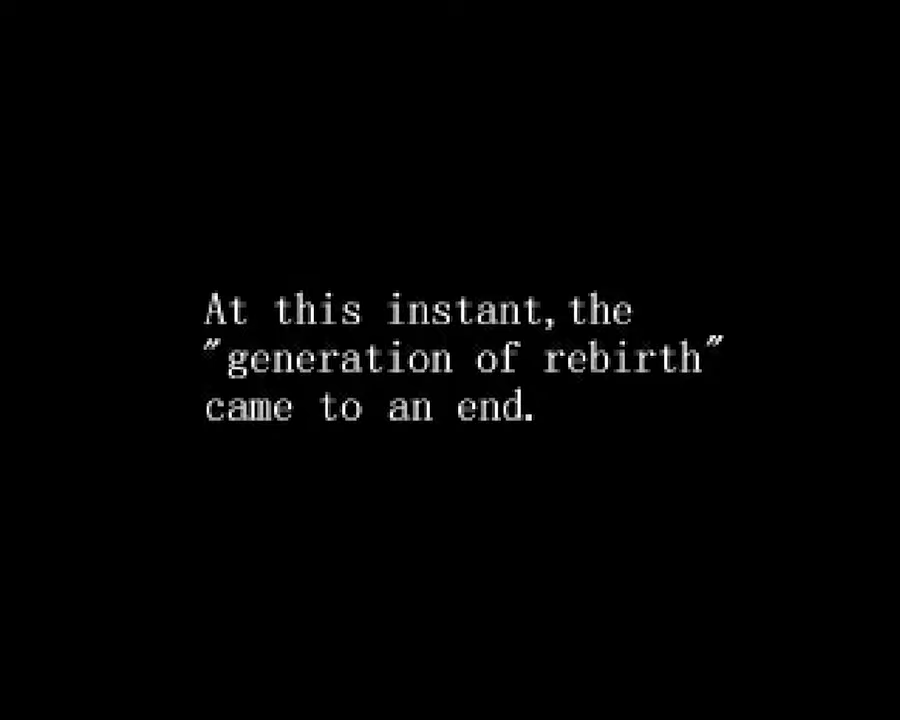 At this instant,the
"generation of rebirth"
came to an end.